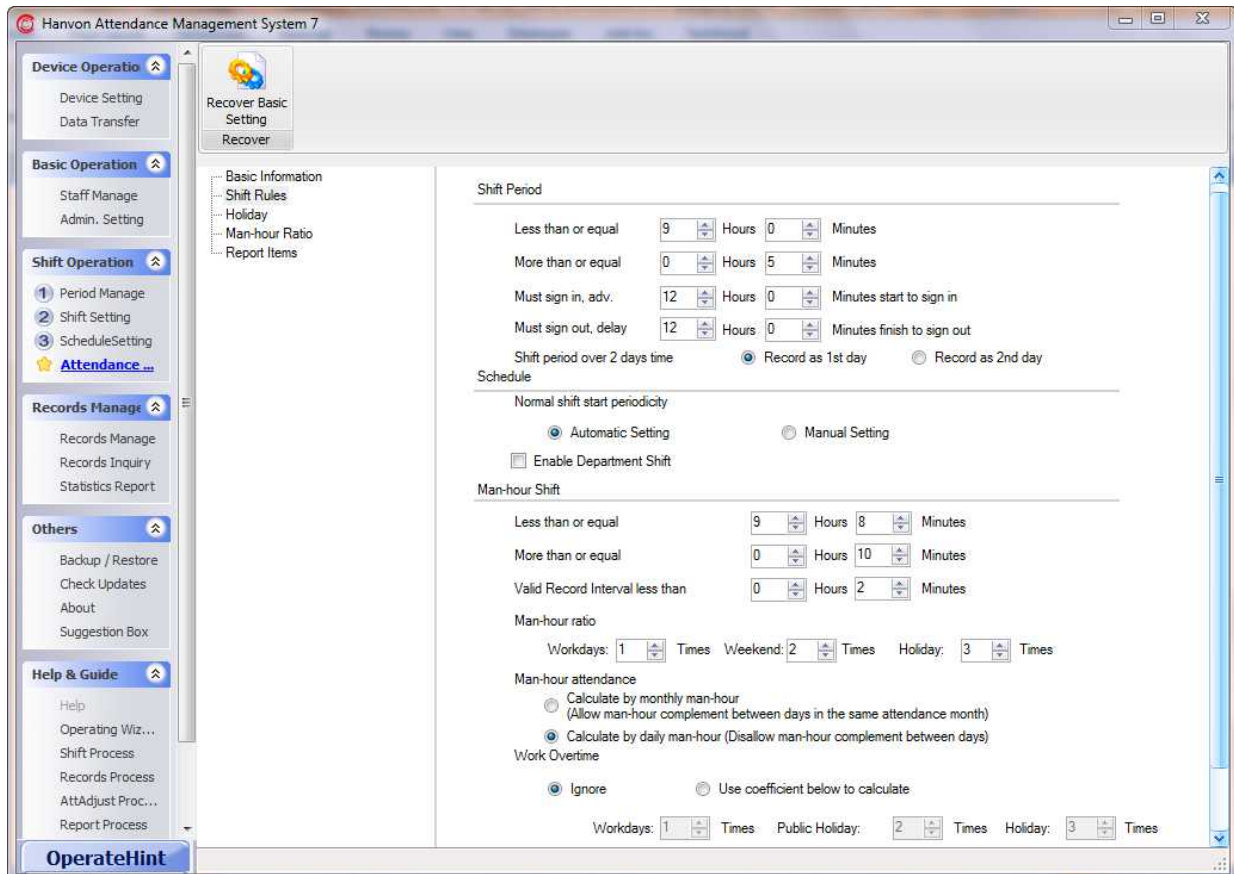 Hanvon Attendance Management System 7
Device Operatio
Device Setting
Data Transfer
Basic Operation
Staff Manage
Admin. Setting
Shift Operation
1 Period Manage
2 Shift Setting
3 ScheduleSetting
Attendance ...
Records Manage
Records Manage
Records Inquiry
Statistics Report
Others
Backup / Restore
Check Updates
About
Suggestion Box
Help & Guide
Help
Operating Wiz...
Shift Process
Records Process
AttAdjust Proc...
Report Process
OperateHint
Recover Basic
Setting
Recover
Basic Information
Shift Rules
Holiday
Man-hour Ratio
Report Items
Shift Period
Less than or equal 9 Hours 0 Minutes
More than or equal 0 Hours 5 Minutes
Must sign in, adv. 12 Hours 0 Minutes start to sign in
Must sign out, delay 12 Hours 0 Minutes finish to sign out
Shift period over 2 days time Record as 1st day Record as 2nd day
Schedule
Normal shift start periodicity
Automatic Setting Manual Setting
Enable Department Shift
Man-hour Shift
Less than or equal 9 Hours 8 Minutes
More than or equal 0 Hours 10 Minutes
Valid Record Interval less than 0 Hours 2 Minutes
Man-hour ratio
Workdays: 1 Times Weekend: 2 Times Holiday: 3 Times
Man-hour attendance
Calculate by monthly man-hour
(Allow man-hour complement between days in the same attendance month)
Calculate by daily man-hour (Disallow man-hour complement between days)
Work Overtime
Ignore Use coefficient below to calculate
Workdays: 1 Times Public Holiday: 2 Times Holiday: 3 Times